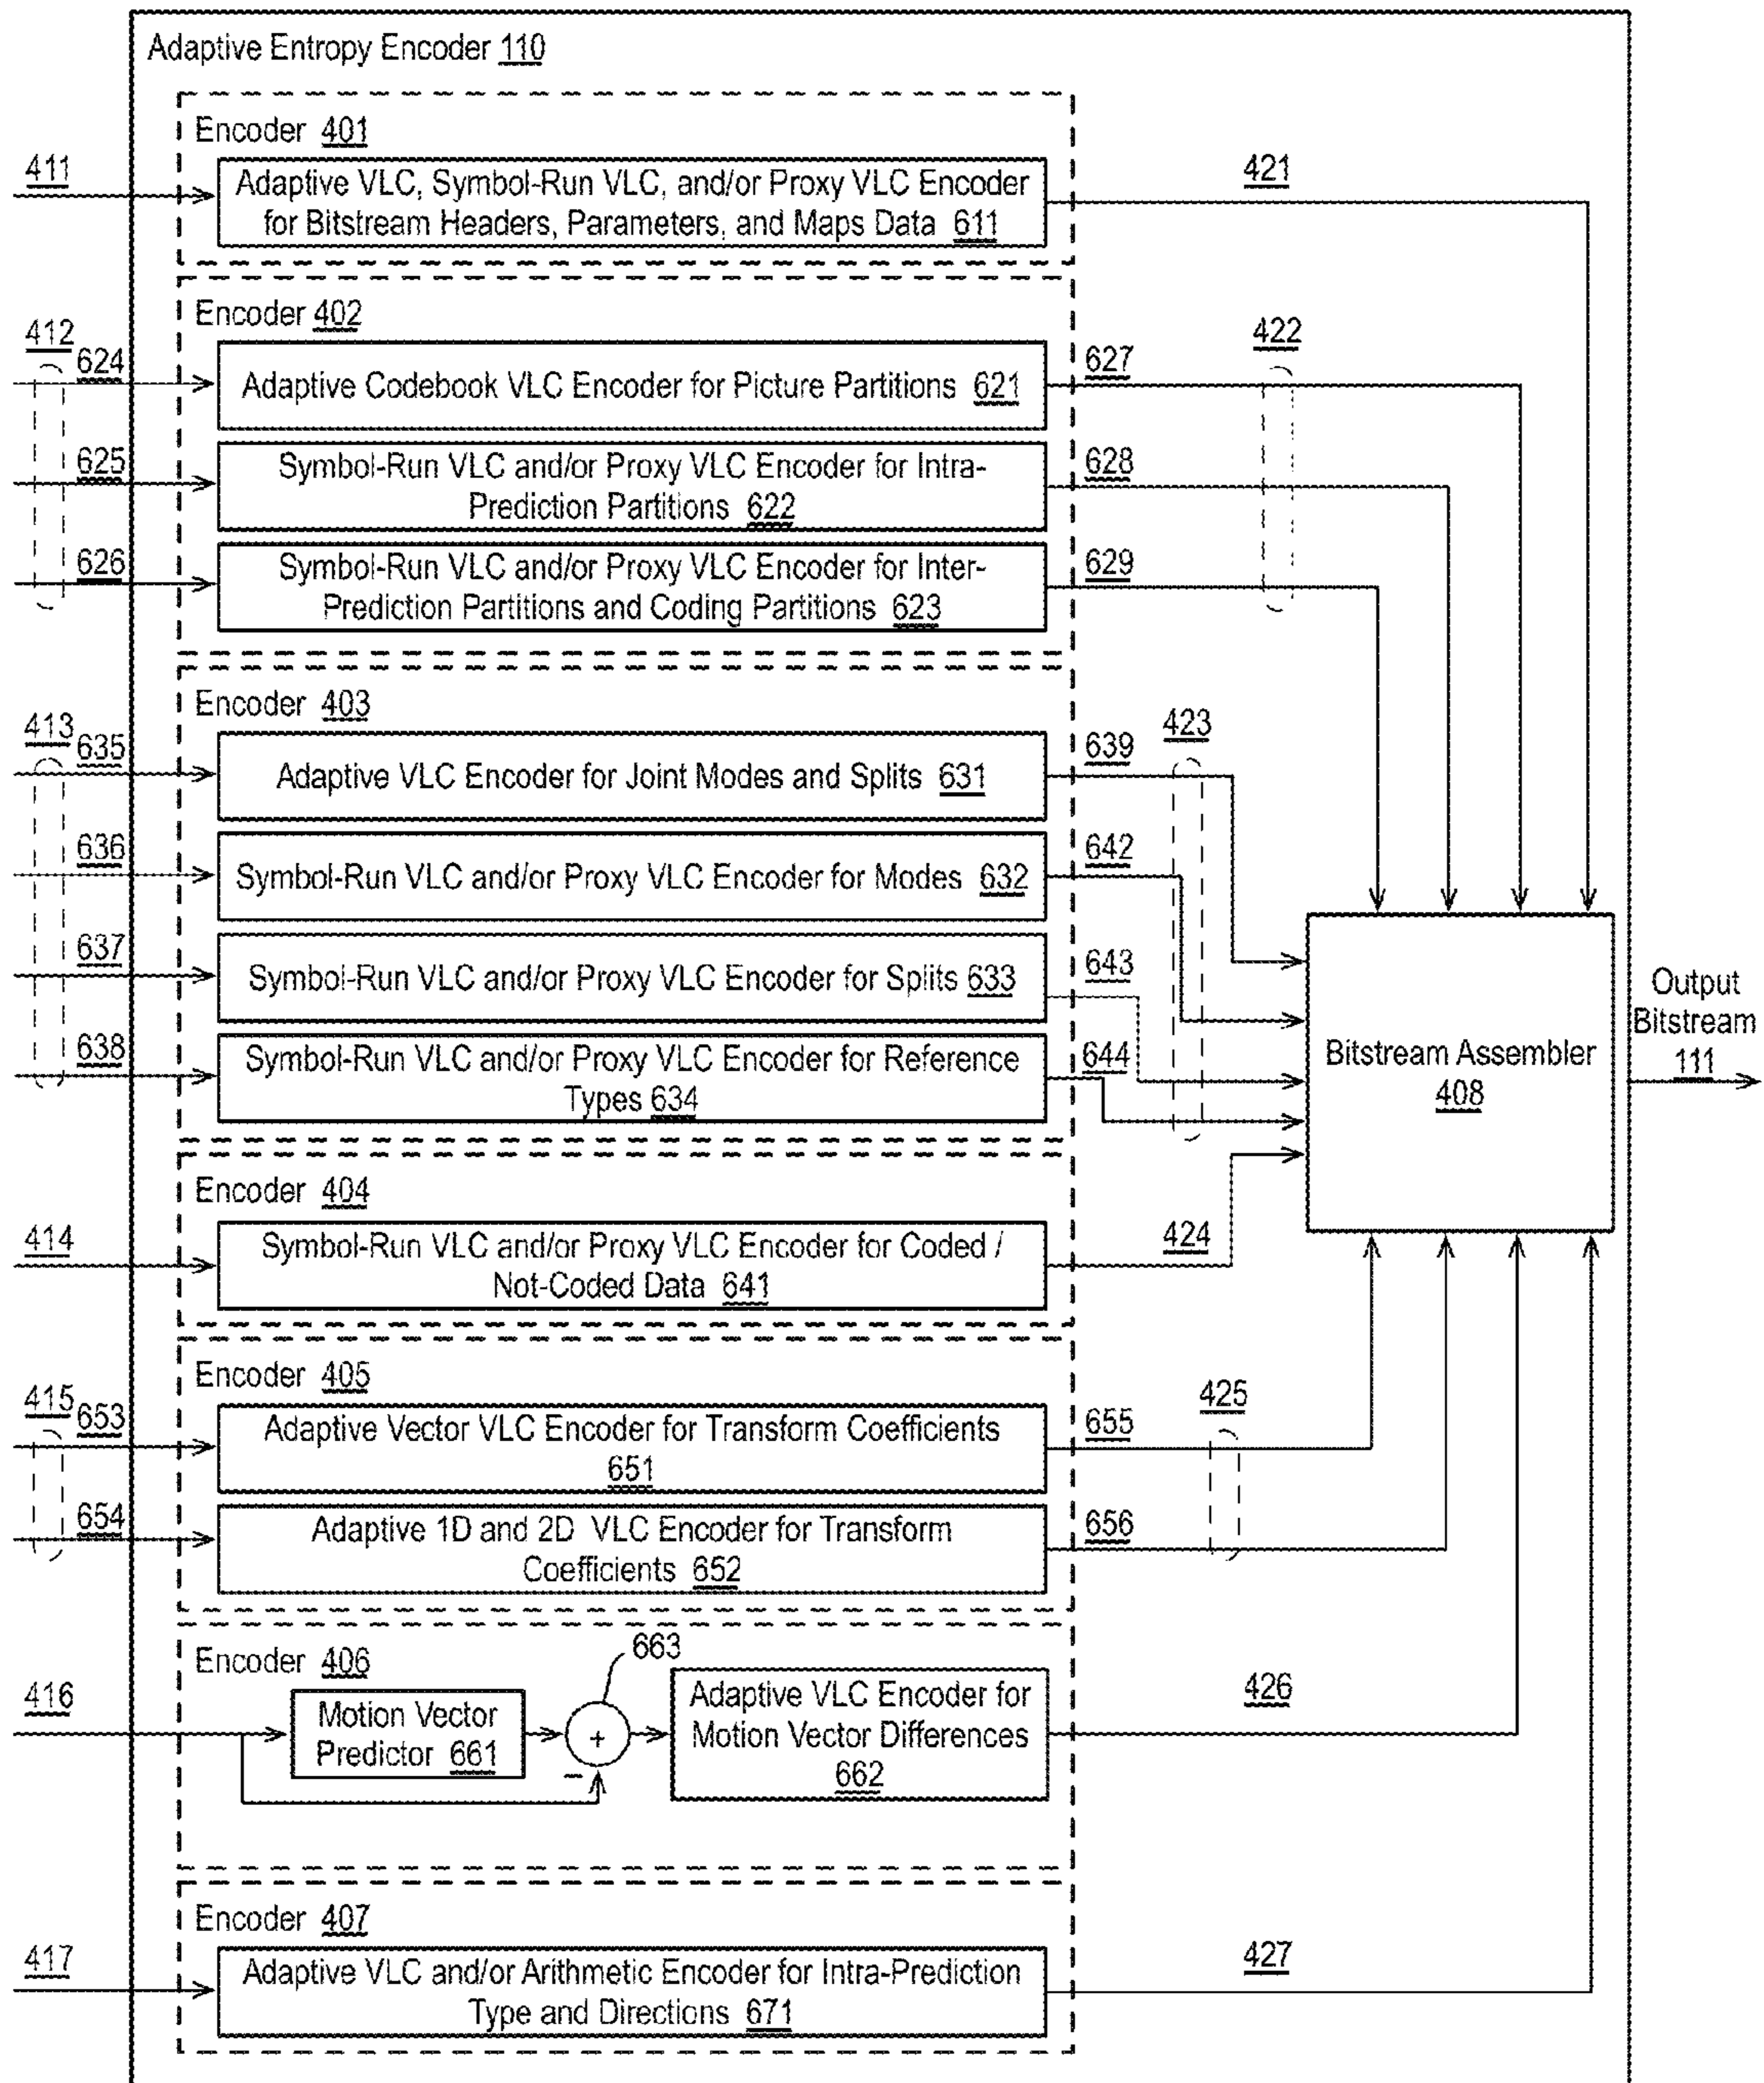 Adaptive Entropy Encoder 110
Encoder 401
411
Adaptive VLC, Symbol-Run VLC, and/or Proxy VLC Encoder
for Bitstream Headers, Parameters, and Maps Data 611
421
Encoder 402
412
624
Adaptive Codebook VLC Encoder for Picture Partitions 621
627
422
625
Symbol-Run VLC and/or Proxy VLC Encoder for Intra-
Prediction Partitions 622
628
626
Symbol-Run VLC and/or Proxy VLC Encoder for Inter-
Prediction Partitions and Coding Partitions 623
629
Encoder 403
413
635
Adaptive VLC Encoder for Joint Modes and Splits 631
639
423
636
Symbol-Run VLC and/or Proxy VLC Encoder for Modes 632
642
637
Symbol-Run VLC and/or Proxy VLC Encoder for Splits 633
643
638
Symbol-Run VLC and/or Proxy VLC Encoder for Reference
Types 634
644
Bitstream Assembler
408
Output
Bitstream
111
Encoder 404
414
Symbol-Run VLC and/or Proxy VLC Encoder for Coded /
Not-Coded Data 641
424
Encoder 405
415
653
Adaptive Vector VLC Encoder for Transform Coefficients
651
655
425
654
Adaptive 1D and 2D VLC Encoder for Transform
Coefficients 652
656
Encoder 406
416
Motion Vector
Predictor 661
663
+
−
Adaptive VLC Encoder for
Motion Vector Differences
662
426
Encoder 407
417
Adaptive VLC and/or Arithmetic Encoder for Intra-Prediction
Type and Directions 671
427